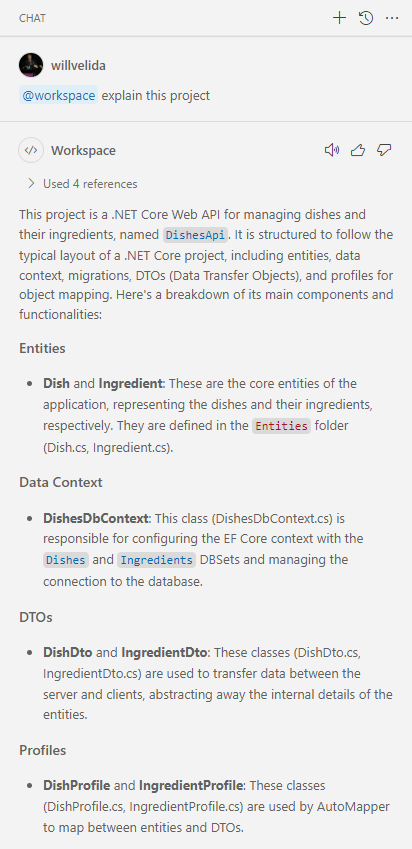 CHAT
willvelida
@workspace explain this project
Workspace
Used 4 references
This project is a .NET Core Web API for managing dishes and
their ingredients, named DishesApi. It is structured to follow the
typical layout of a .NET Core project, including entities, data
context, migrations, DTOs (Data Transfer Objects), and profiles for
object mapping. Here's a breakdown of its main components and
functionalities:
Entities
• Dish and Ingredient: These are the core entities of the
application, representing the dishes and their ingredients,
respectively. They are defined in the Entities folder
(Dish.cs, Ingredient.cs).
Data Context
• DishesDbContext: This class (DishesDbContext.cs) is
responsible for configuring the EF Core context with the
Dishes and Ingredients DBSets and managing the
connection to the database.
DTOs
• DishDto and IngredientDto: These classes (DishDto.cs,
IngredientDto.cs) are used to transfer data between the
server and clients, abstracting away the internal details of the
entities.
Profiles
• DishProfile and IngredientProfile: These classes
(DishProfile.cs, IngredientProfile.cs) are used by AutoMapper
to map between entities and DTOs.